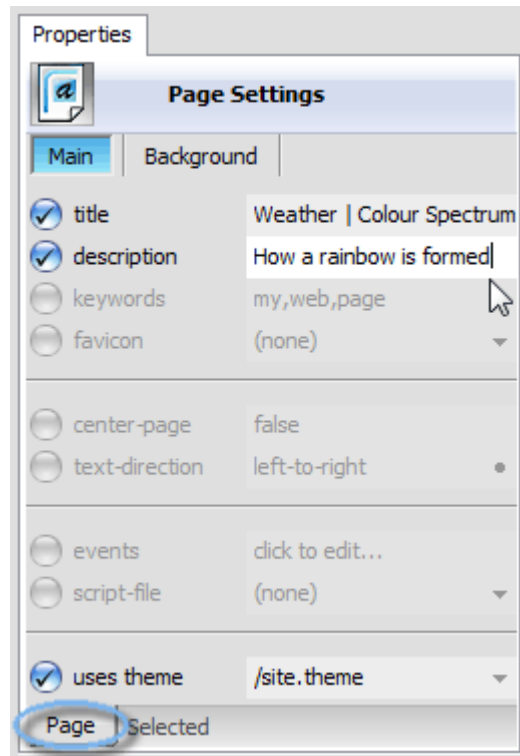 Properties
a
Page Settings
Main Background
title Weather | Colour Spectrum
description How a rainbow is formed
keywords my,web,page
favicon (none)
center-page false
text-direction left-to-right
events click to edit...
script-file (none)
uses theme /site.theme
Page Selected